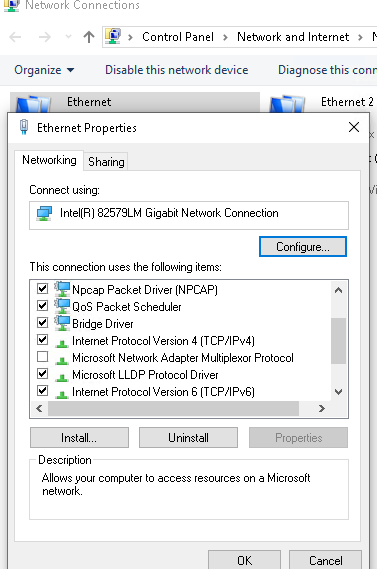 Network Connections
Control Panel > Network and Internet >
Organize Disable this network device Diagnose this
Ethernet Ethernet 2
Ethernet Properties
Networking Sharing
Connect using:
Intel(R) 82579LM Gigabit Network Connection
Configure...
This connection uses the following items:
Npcap Packet Driver (NPCAP)
QoS Packet Scheduler
Bridge Driver
Internet Protocol Version 4 (TCP/IPv4)
Microsoft Network Adapter Multiplexor Protocol
Microsoft LLDP Protocol Driver
Internet Protocol Version 6 (TCP/IPv6)
Install... Uninstall Properties
Description
Allows your computer to access resources on a Microsoft
network.
OK Cancel